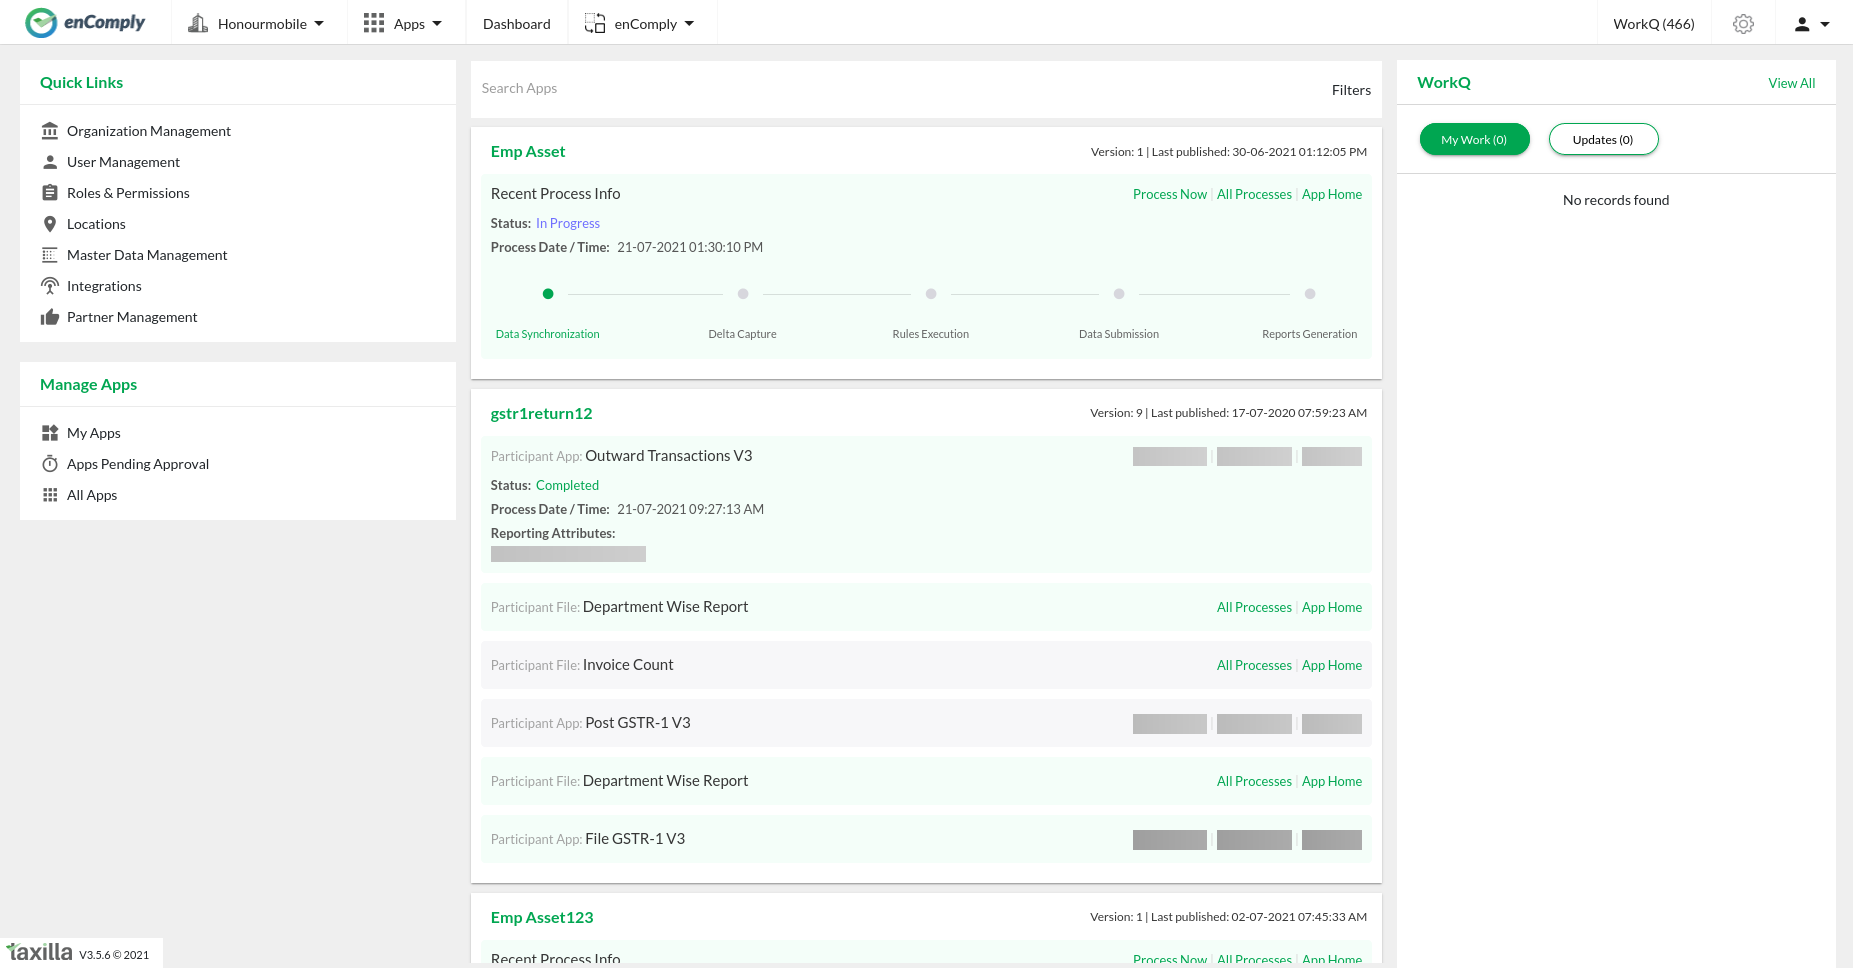 enComply
Honourmobile
Apps
Dashboard
enComply
WorkQ (466)
Quick Links
Organization Management
User Management
Roles & Permissions
Locations
Master Data Management
Integrations
Partner Management
Manage Apps
My Apps
Apps Pending Approval
All Apps
taxilla V3.5.6 © 2021
Search Apps
Filters
Emp Asset
Version: 1 | Last published: 30-06-2021 01:12:05 PM
Recent Process Info
Process Now | All Processes | App Home
Status: In Progress
Process Date / Time: 21-07-2021 01:30:10 PM
Data Synchronization
Delta Capture
Rules Execution
Data Submission
Reports Generation
gstr1return12
Version: 9 | Last published: 17-07-2020 07:59:23 AM
Participant App: Outward Transactions V3
Status: Completed
Process Date / Time: 21-07-2021 09:27:13 AM
Reporting Attributes:
Participant File: Department Wise Report
All Processes | App Home
Participant File: Invoice Count
All Processes | App Home
Participant App: Post GSTR-1 V3
Participant File: Department Wise Report
All Processes | App Home
Participant App: File GSTR-1 V3
Emp Asset123
Version: 1 | Last published: 02-07-2021 07:45:33 AM
Recent Process Info
Process Now | All Processes | App Home
WorkQ
View All
My Work (0)
Updates (0)
No records found